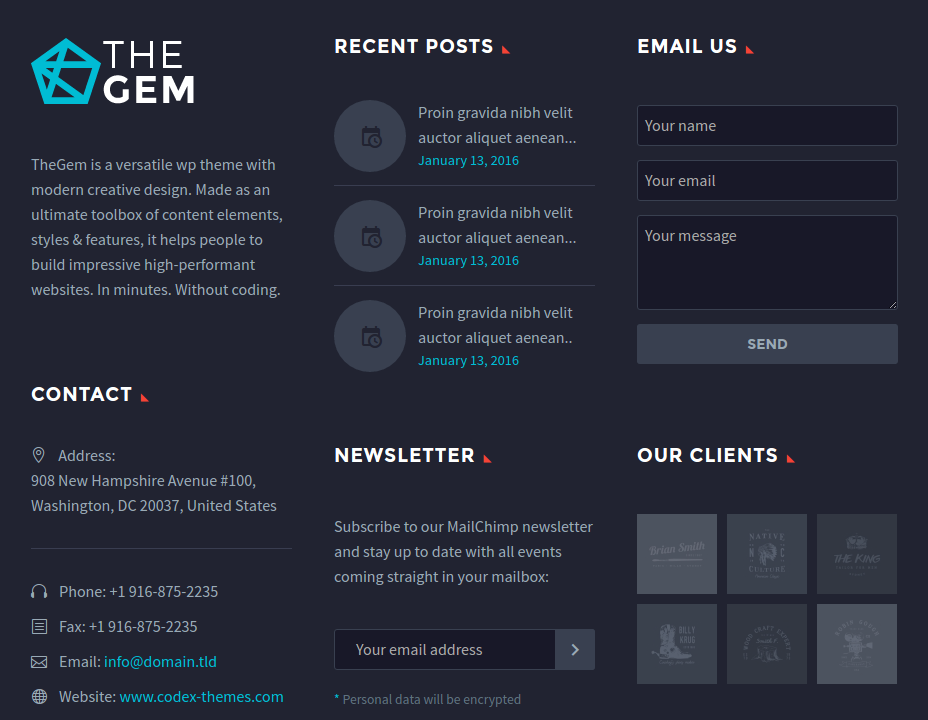 THE
GEM
TheGem is a versatile wp theme with
modern creative design. Made as an
ultimate toolbox of content elements,
styles & features, it helps people to
build impressive high-performant
websites. In minutes. Without coding.
CONTACT
Address:
908 New Hampshire Avenue #100,
Washington, DC 20037, United States
Phone: +1 916-875-2235
Fax: +1 916-875-2235
Email: info@domain.tld
Website: www.codex-themes.com
RECENT POSTS
Proin gravida nibh velit
auctor aliquet aenean...
January 13, 2016
Proin gravida nibh velit
auctor aliquet aenean...
January 13, 2016
Proin gravida nibh velit
auctor aliquet aenean..
January 13, 2016
NEWSLETTER
Subscribe to our MailChimp newsletter
and stay up to date with all events
coming straight in your mailbox:
Your email address
* Personal data will be encrypted
EMAIL US
Your name
Your email
Your message
SEND
OUR CLIENTS
Brian Smith
NATIVE
N C
CULTURE
THE KING
BILLY
KRUG
WOOD CRAFT EXPERT